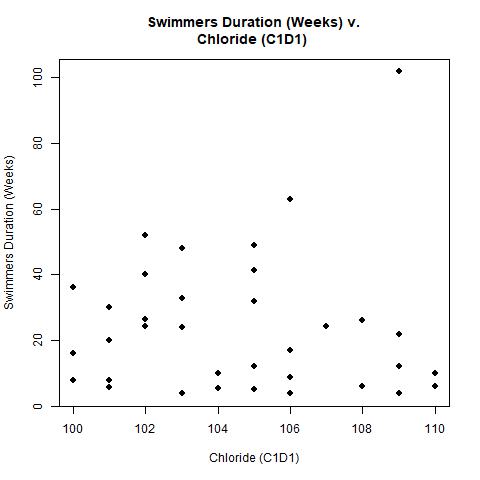 Swimmers Duration (Weeks) v.
Chloride (C1D1)
Swimmers Duration (Weeks)
100
80
60
40
20
0
100 102 104 106 108 110
Chloride (C1D1)